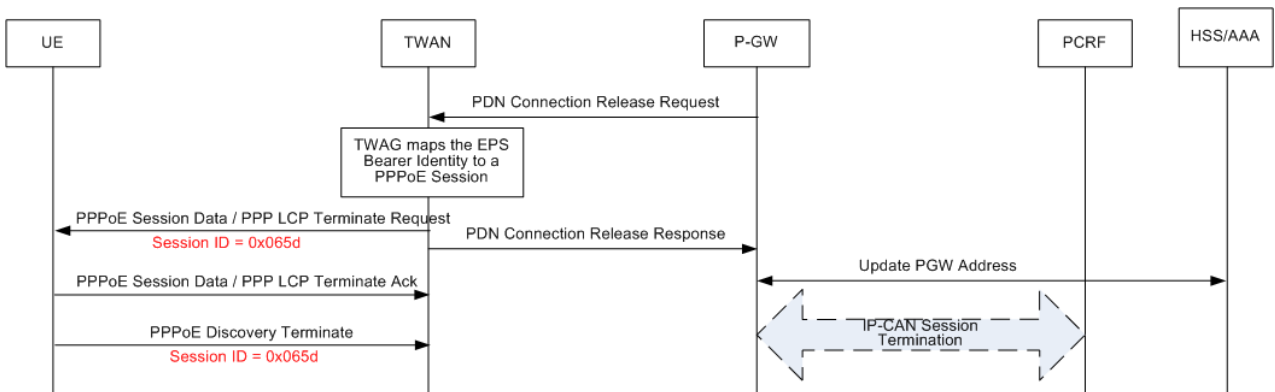 UE
TWAN
P-GW
PCRF
HSS/AAA
PDN Connection Release Request
TWAG maps the EPS
Bearer Identity to a
PPPoE Session
PPPoE Session Data / PPP LCP Terminate Request
Session ID = 0x065d
PDN Connection Release Response
Update PGW Address
PPPoE Session Data / PPP LCP Terminate Ack
PPPoE Discovery Terminate
Session ID = 0x065d
IP-CAN Session
Termination